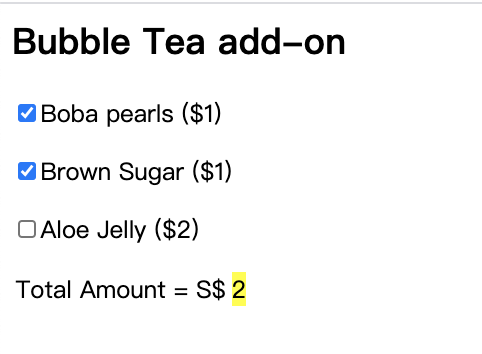 Bubble Tea add-on
Boba pearls ($1)
Brown Sugar ($1)
Aloe Jelly ($2)
Total Amount = S$ 2